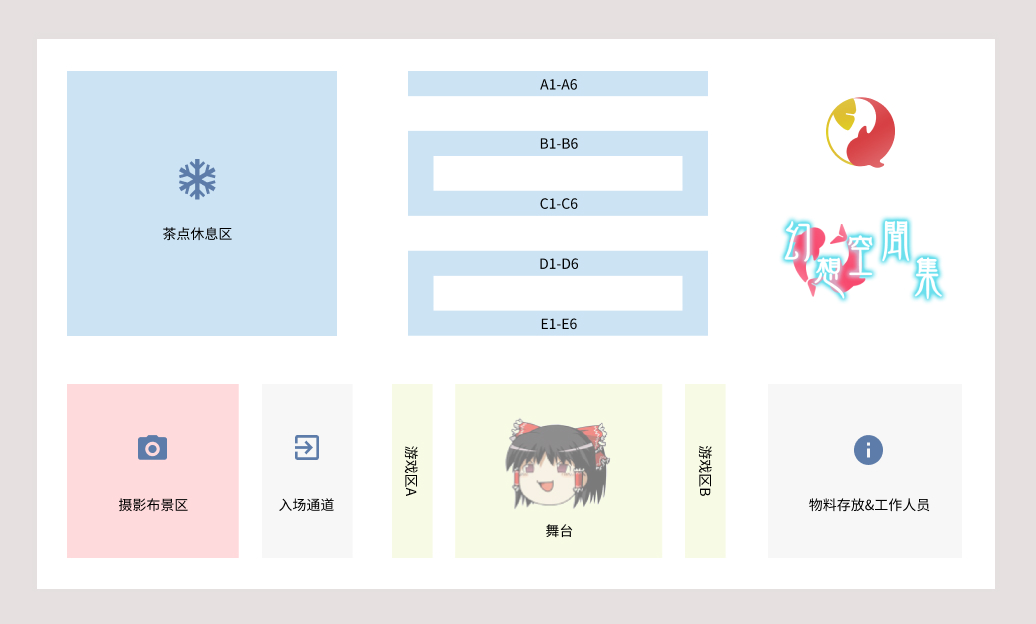 A1-A6
B1-B6
C1-C6
D1-D6
E1-E6
茶点休息区
幻想空聞集
摄影布景区
入场通道
游戏区A
舞台
游戏区B
物料存放&工作人员